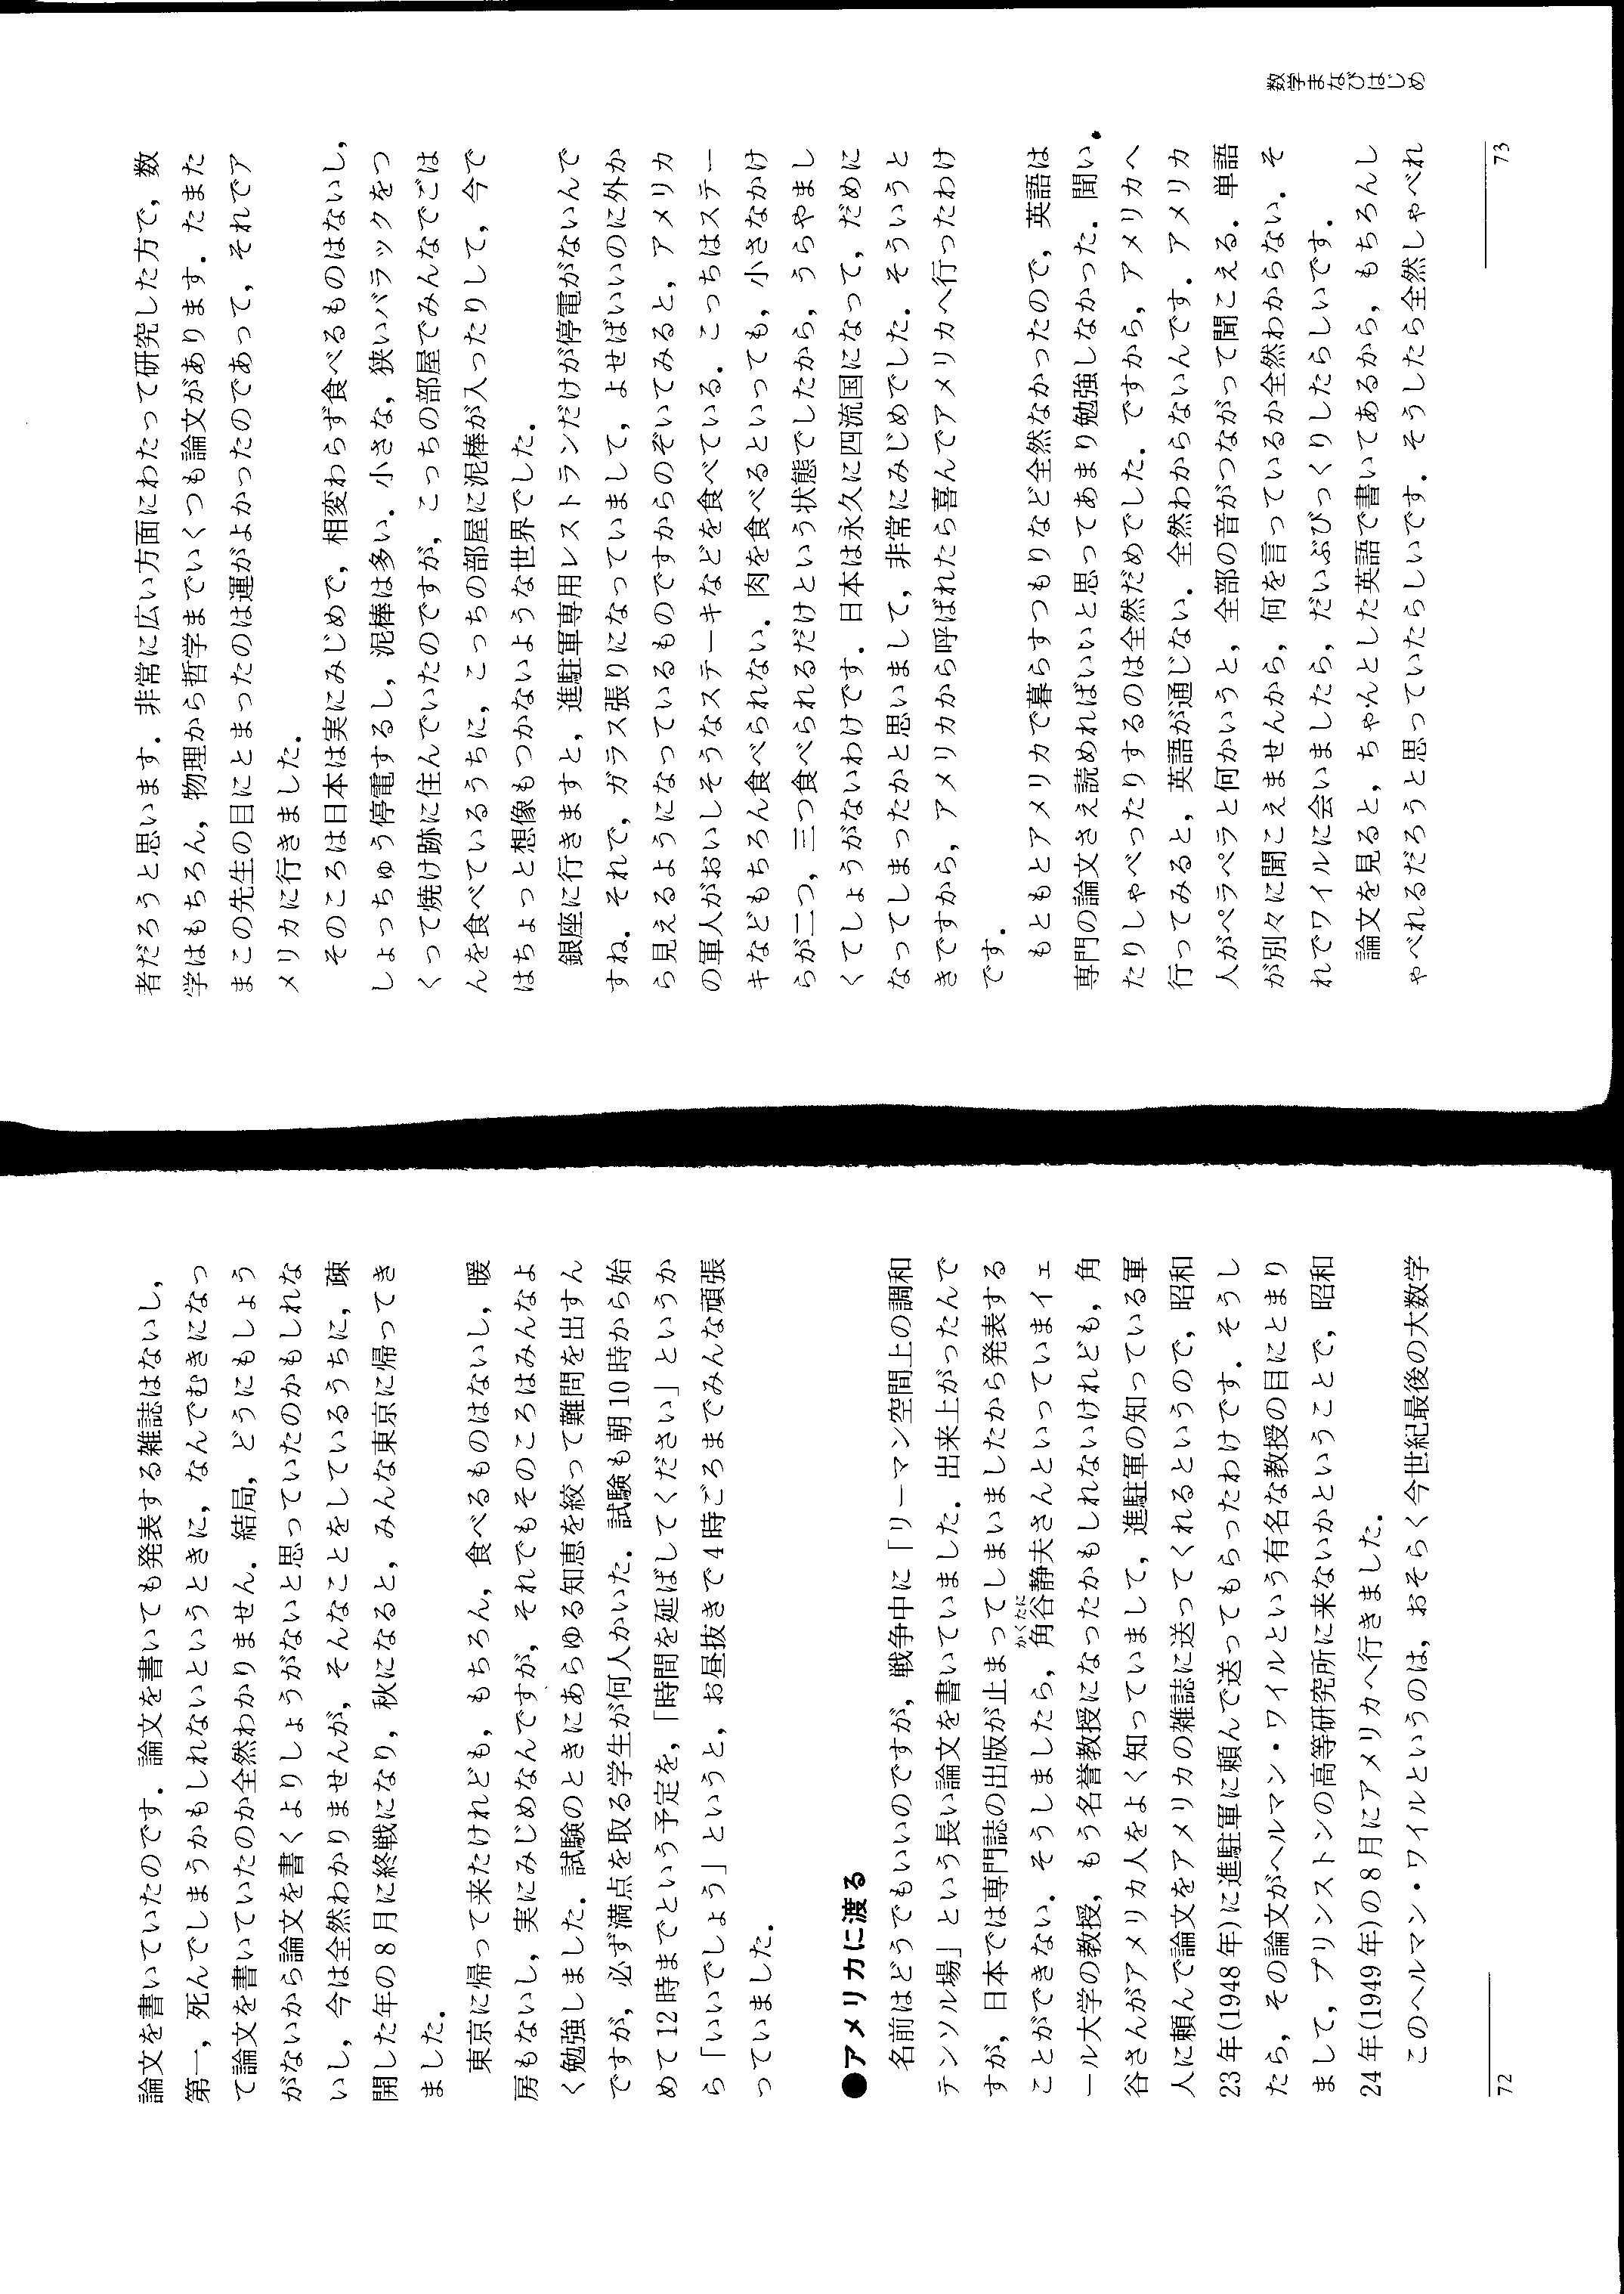 論文を書いていたのです．論文を書いても発表する雑誌はないし，
第一，死んでしまうかもしれないというときに，なんでむきになっ
て論文を書いていたのか全然わかりません．結局，どうにもしょう
がないから論文を書くよりしょうがないと思っていたのかもしれな
いし，今は全然わかりませんが，そんなことをしているうちに，疎
開した年の8月に終戦になり，秋になると，みんな東京に帰ってき
ました．
東京に帰って来たけれども，もちろん，食べるものはないし，暖
房もないし，実にみじめなんですが，それでもそのころはみんなよ
く勉強しました．試験のときにあらゆる知恵を絞って難問を出すん
ですが，必ず満点を取る学生が何人かいた．試験も朝10時から始
めて12時までという予定を，「時間を延ばしてください」というか
ら「いいでしょう」というと，お昼抜きで4時ごろまでみんな頑張
っていました．
●アメリカに渡る
名前はどうでもいいのですが，戦争中に「リーマン空間上の調和
テンソル場」という長い論文を書いていました．出来上がったんで
すが，日本では専門誌の出版が止まってしまいましたから発表する
ことができない．そうしましたら，角谷静夫さんといっていまイェ
かくたに
ール大学の教授，もう名誉教授になったかもしれないけれども，角
谷さんがアメリカ人をよく知っていまして，進駐軍の知っている軍
人に頼んで論文をアメリカの雑誌に送ってくれるというので，昭和
23年(1948年)に進駐軍に頼んで送ってもらったわけです．そうし
たら，その論文がヘルマン・ワイルという有名な教授の目にとまり
まして，プリンストンの高等研究所に来ないかということで，昭和
24年(1949年)の8月にアメリカへ行きました．
このヘルマン・ワイルというのは，おそらく今世紀最後の大数学
72
者だろうと思います．非常に広い方面にわたって研究した方で，数
学はもちろん，物理から哲学までいくつも論文があります．たまた
まこの先生の目にとまったのは運がよかったのであって，それでア
メリカに行きました．
そのころは日本は実にみじめで，相変わらず食べるものはないし，
しょっちゅう停電するし，泥棒は多い．小さな，狭いバラックをつ
くって焼け跡に住んでいたのですが，こっちの部屋でみんなでごは
んを食べているうちに，こっちの部屋に泥棒が入ったりして，今で
はちょっと想像もつかないような世界でした．
銀座に行きますと，進駐軍専用レストランだけが停電がないんで
すね．それで，ガラス張りになっていまして，よせばいいのに外か
ら見えるようになっているものですからのぞいてみると，アメリカ
の軍人がおいしそうなステーキなどを食べている．こっちはステー
キなどもちろん食べられない．肉を食べるといっても，小さなかけ
らが二つ，三つ食べられるだけという状態でしたから，うらやまし
くてしょうがないわけです．日本は永久に四流国になって，だめに
なってしまったかと思いまして，非常にみじめでした．そういうと
きですから，アメリカから呼ばれたら喜んでアメリカへ行ったわけ
です．
もともとアメリカで暮らすつもりなど全然なかったので，英語は
専門の論文さえ読めればいいと思ってあまり勉強しなかった．聞い
たりしゃべったりするのは全然だめでした．ですから，アメリカへ
行ってみると，英語が通じない．全然わからないんです．アメリカ
人がペラペラと何かいうと，全部の音がつながって聞こえる．単語
が別々に聞こえませんから，何を言っているか全然わからない．そ
れでワイルに会いましたら，だいぶびっくりしたらしいです．
論文を見ると，ちゃんとした英語で書いてあるから，もちろんし
ゃべれるだろうと思っていたらしいです．そうしたら全然しゃべれ
数学まなびはじめ
73